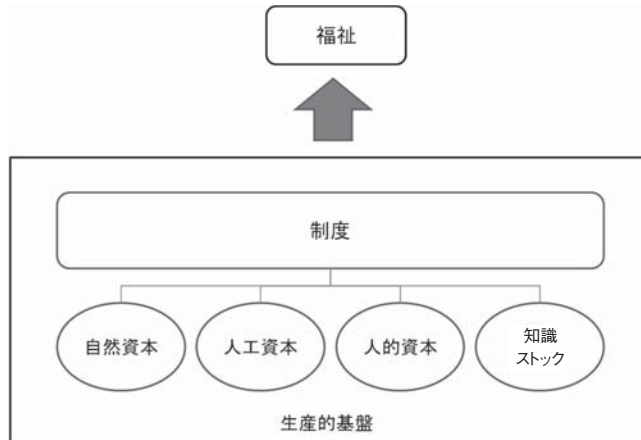 福祉
制度
自然資本
人工資本
人的資本
知識
ストック
生産的基盤